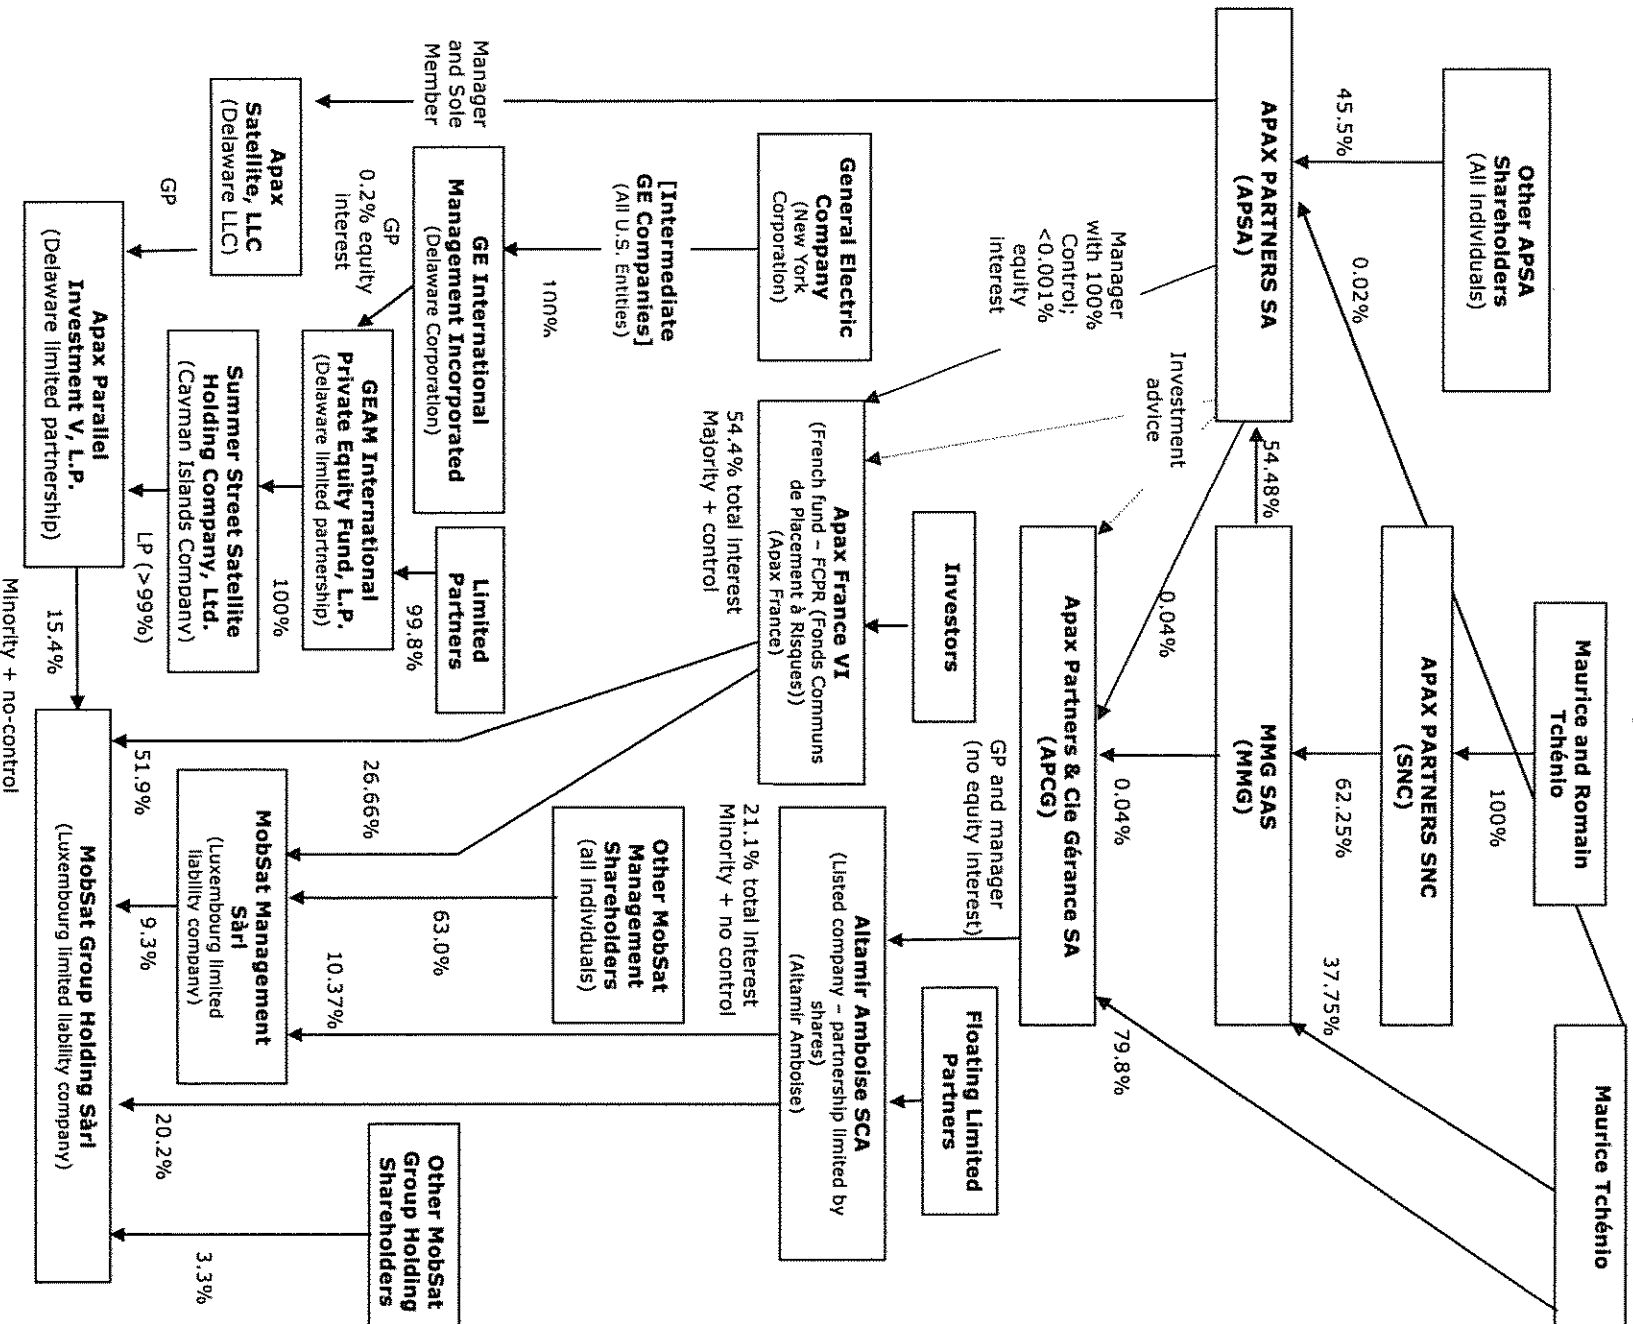 Maurice Tchénio
Maurice and Romain
Tchénio
Other APSA
Shareholders
(All Individuals)
100%
APAX PARTNERS SNC
(SNC)
0.02%
45.5%
62.25%
37.75%
APAX PARTNERS SA
(APSA)
54.48%
MMG SAS
(MMG)
Investment
advice
0.04%
0.04%
79.8%
Manager
with 100%
Control;
<0.001%
equity
interest
Apax Partners & Cie Gérance SA
(APCG)
GP and manager
(no equity interest)
Investors
Floating Limited
Partners
General Electric
Company
(New York
Corporation)
Apax France VI
(French fund – FCPR (Fonds Communs
de Placement à Risques))
(Apax France)
Altamir Amboise SCA
(Listed company – partnership limited by
shares)
(Altamir Amboise)
54.4% total interest
Majority + control
21.1% total interest
Minority + no control
[Intermediate
GE Companies]
(All U.S. Entities)
100%
Other MobSat
Management
Shareholders
(all individuals)
Manager
and Sole
Member
GE International
Management Incorporated
(Delaware Corporation)
Limited
Partners
99.8%
GP
0.2% equity
interest
63.0%
26.66%
10.37%
Other MobSat
Group Holding
Shareholders
GEAM International
Private Equity Fund, L.P.
(Delaware limited partnership)
100%
Apax
Satellite, LLC
(Delaware LLC)
Summer Street Satellite
Holding Company, Ltd.
(Cayman Islands Company)
MobSat Management
Sàrl
(Luxembourg limited
liability company)
GP
LP (>99%)
51.9%
9.3%
20.2%
3.3%
Apax Parallel
Investment V, L.P.
(Delaware limited partnership)
15.4%
Minority + no-control
MobSat Group Holding Sàrl
(Luxembourg limited liability company)